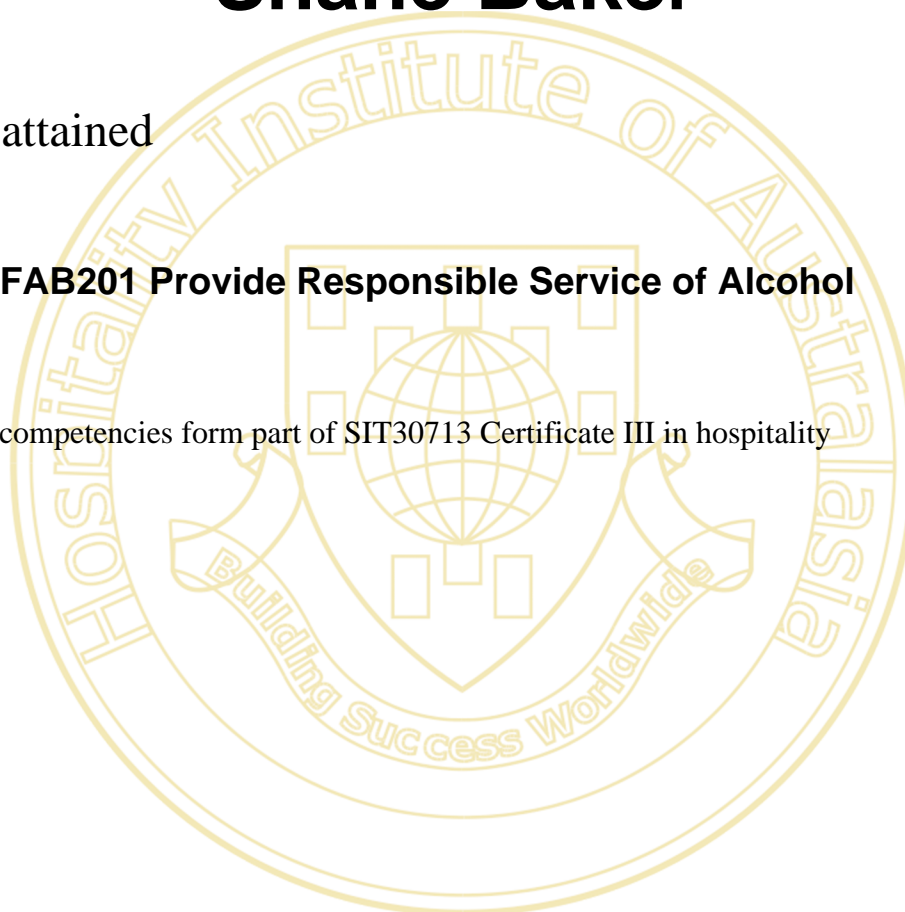 attained
FAB201 Provide Responsible Service of Alcohol
competencies form part of SIT30713 Certificate III in hospitality
Hospitality Institute of Australasia
Building Success Worldwide